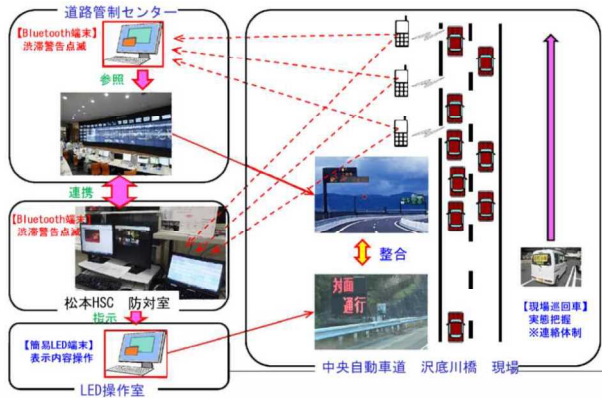 道路管制センター
【Bluetooth端末】
渋滞警告点滅
参照
連携
【Bluetooth端末】
渋滞警告点滅
松本HSC 防対室
指示
【簡易LED端末】
表示内容操作
LED操作室
整合
対面
通行
中央自動車道 沢底川橋 現場
【現場巡回車】
実態把握
※連絡体制